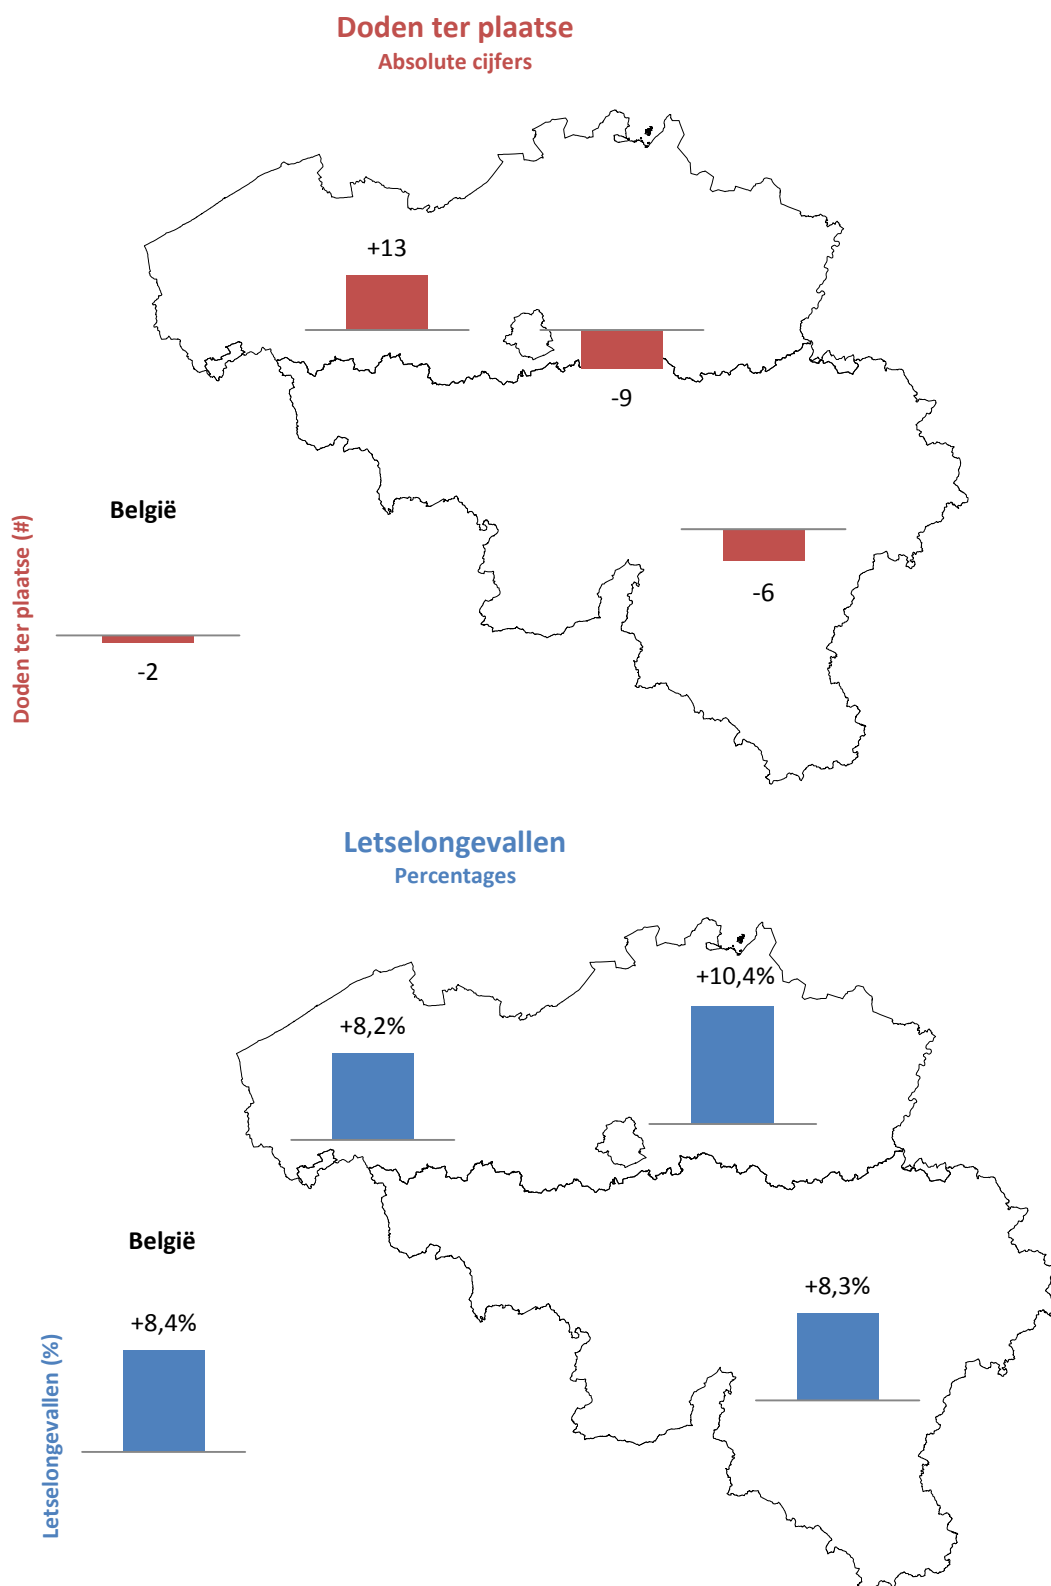 Doden ter plaatse
Absolute cijfers
+13
-9
België
-6
Doden ter plaatse (#)
-2
Letselongevallen
Percentages
+10,4%
+8,2%
België
+8,3%
+8,4%
Letselongevallen (%)